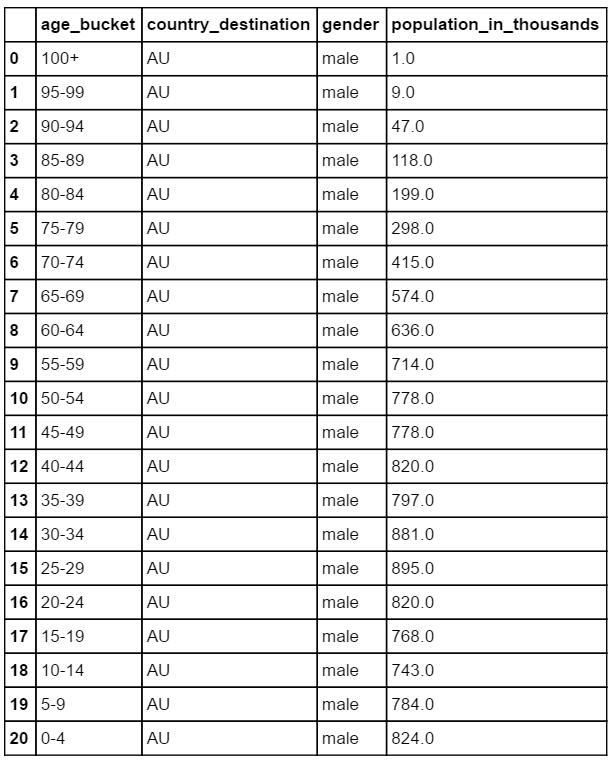 age_bucket country_destination gender population_in_thousands
0 100+ AU male 1.0
1 95-99 AU male 9.0
2 90-94 AU male 47.0
3 85-89 AU male 118.0
4 80-84 AU male 199.0
5 75-79 AU male 298.0
6 70-74 AU male 415.0
7 65-69 AU male 574.0
8 60-64 AU male 636.0
9 55-59 AU male 714.0
10 50-54 AU male 778.0
11 45-49 AU male 778.0
12 40-44 AU male 820.0
13 35-39 AU male 797.0
14 30-34 AU male 881.0
15 25-29 AU male 895.0
16 20-24 AU male 820.0
17 15-19 AU male 768.0
18 10-14 AU male 743.0
19 5-9 AU male 784.0
20 0-4 AU male 824.0